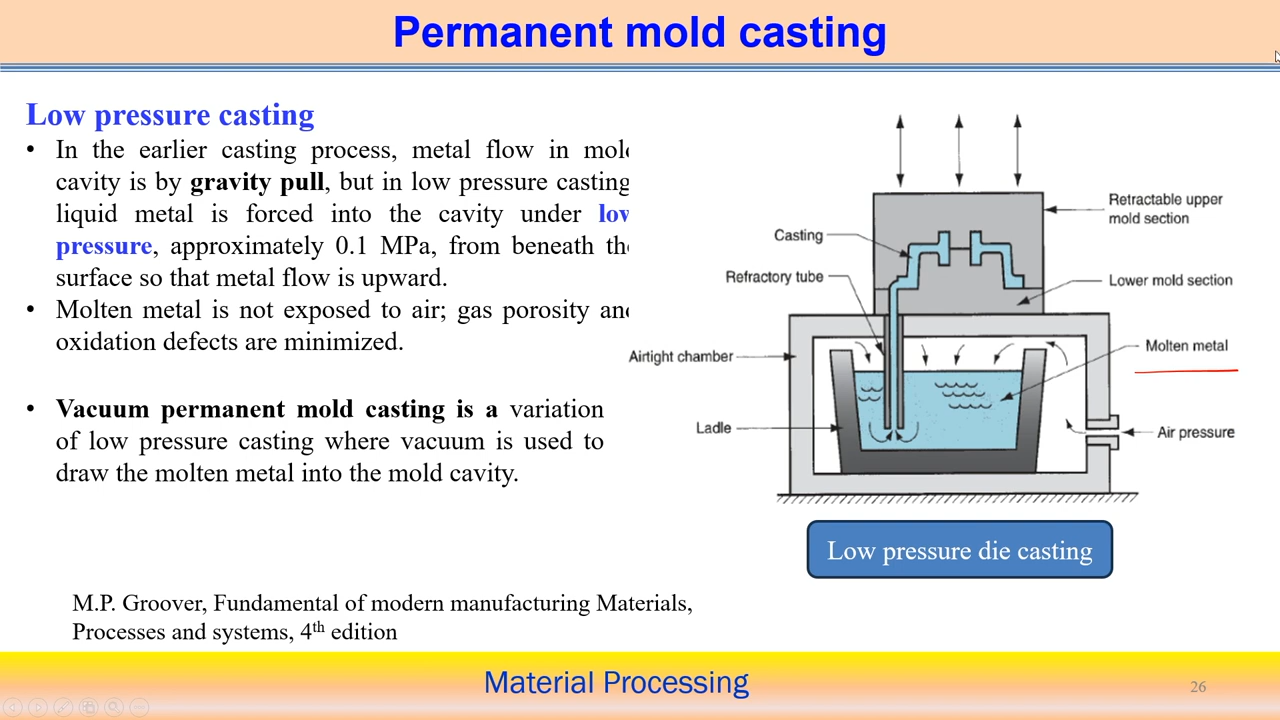 Permanent mold casting
Low pressure casting
• In the earlier casting process, metal flow in mol
cavity is by gravity pull, but in low pressure casting
liquid metal is forced into the cavity under low
pressure, approximately 0.1 MPa, from beneath th
surface so that metal flow is upward.
• Molten metal is not exposed to air; gas porosity an
oxidation defects are minimized.
• Vacuum permanent mold casting is a variation
of low pressure casting where vacuum is used to
draw the molten metal into the mold cavity.
Retractable upper
mold section
Casting
Refractory tube
Lower mold section
Molten metal
Airtight chamber
Ladle
Air pressure
Low pressure die casting
M.P. Groover, Fundamental of modern manufacturing Materials,
Processes and systems, 4th edition
Material Processing
26